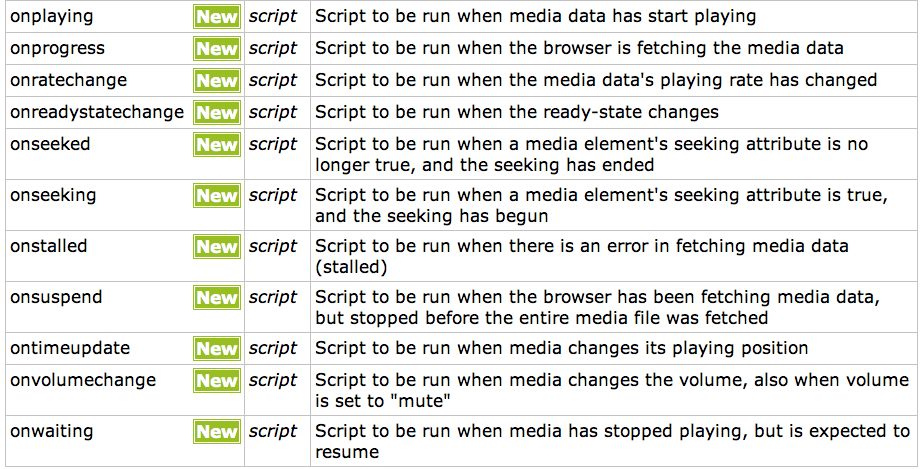 onplaying New script Script to be run when media data has start playing
onprogress New script Script to be run when the browser is fetching the media data
onratechange New script Script to be run when the media data's playing rate has changed
onreadystatechange New script Script to be run when the ready-state changes
onseeked New script Script to be run when a media element's seeking attribute is no
longer true, and the seeking has ended
onseeking New script Script to be run when a media element's seeking attribute is true,
and the seeking has begun
onstalled New script Script to be run when there is an error in fetching media data
(stalled)
onsuspend New script Script to be run when the browser has been fetching media data,
but stopped before the entire media file was fetched
ontimeupdate New script Script to be run when media changes its playing position
onvolumechange New script Script to be run when media changes the volume, also when volume
is set to "mute"
onwaiting New script Script to be run when media has stopped playing, but is expected to
resume